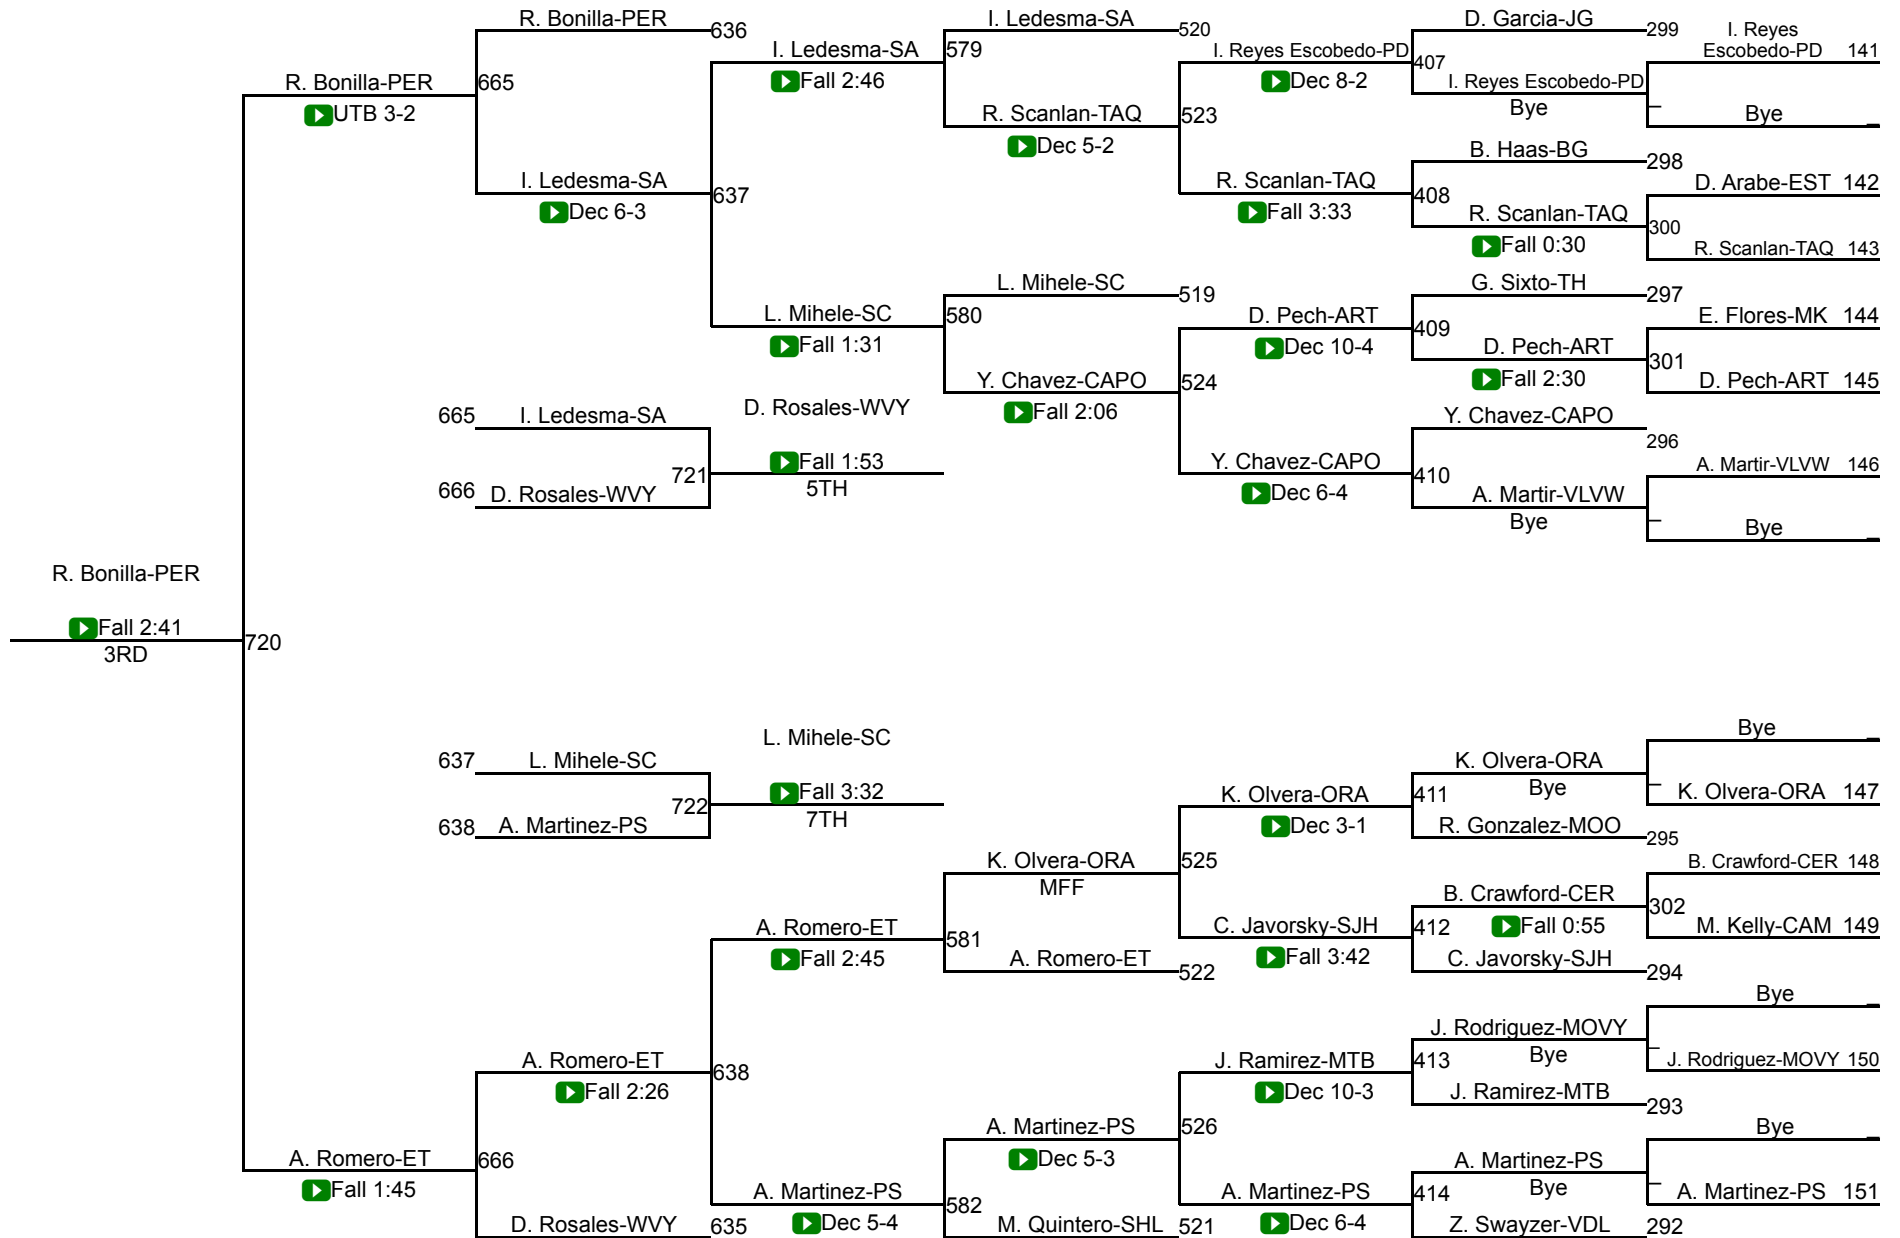 R. Bonilla-PER
636
I. Ledesma-SA
520
D. Garcia-JG
299
I. Reyes
Escobedo-PD 141
I. Ledesma-SA
579
I. Reyes Escobedo-PD
407
R. Bonilla-PER
665
Fall 2:46
Dec 8-2
I. Reyes Escobedo-PD
Bye
UTB 3-2
R. Scanlan-TAQ
523
Bye
Dec 5-2
B. Haas-BG
298
I. Ledesma-SA
637
R. Scanlan-TAQ
408
D. Arabe-EST 142
Dec 6-3
Fall 3:33
R. Scanlan-TAQ
300
Fall 0:30
R. Scanlan-TAQ 143
L. Mihele-SC
519
G. Sixto-TH
297
L. Mihele-SC
580
D. Pech-ART
409
E. Flores-MK 144
Fall 1:31
Dec 10-4
D. Pech-ART
301
Y. Chavez-CAPO
524
Fall 2:30
D. Pech-ART 145
665
I. Ledesma-SA
D. Rosales-WVY
Fall 2:06
Y. Chavez-CAPO
296
721
Fall 1:53
Y. Chavez-CAPO
410
A. Martir-VLVW 146
666
D. Rosales-WVY
5TH
Dec 6-4
A. Martir-VLVW
Bye
Bye
R. Bonilla-PER
Fall 2:41
720
3RD
Bye
637
L. Mihele-SC
L. Mihele-SC
K. Olvera-ORA
722
Fall 3:32
K. Olvera-ORA
411
Bye
K. Olvera-ORA 147
638
A. Martinez-PS
7TH
Dec 3-1
R. Gonzalez-MOO
295
K. Olvera-ORA
525
B. Crawford-CER 148
MFF
B. Crawford-CER
302
A. Romero-ET
581
C. Javorsky-SJH
412
Fall 0:55
M. Kelly-CAM 149
Fall 2:45
A. Romero-ET
522
Fall 3:42
C. Javorsky-SJH
294
Bye
A. Romero-ET
638
J. Ramirez-MTB
413
J. Rodriguez-MOVY
Bye
J. Rodriguez-MOVY 150
Fall 2:26
Dec 10-3
J. Ramirez-MTB
293
A. Martinez-PS
526
Bye
A. Romero-ET
666
Dec 5-3
A. Martinez-PS
Fall 1:45
A. Martinez-PS
582
A. Martinez-PS
414
Bye
A. Martinez-PS 151
D. Rosales-WVY
635
Dec 5-4
M. Quintero-SHL
521
Dec 6-4
Z. Swayzer-VDL
292